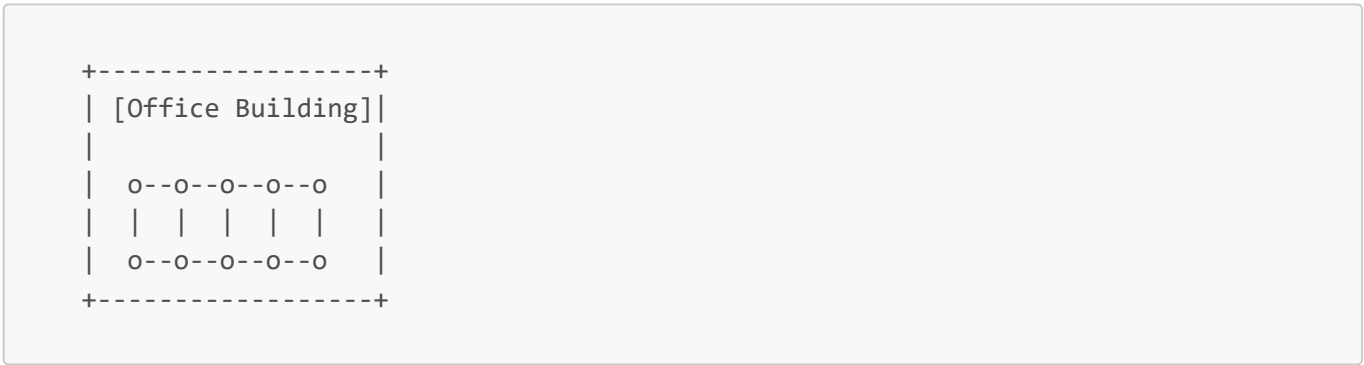 +------------------+
| [Office Building]|
|                  |
|  o--o--o--o--o   |
|  |  |  |  |  |   |
|  o--o--o--o--o   |
+------------------+